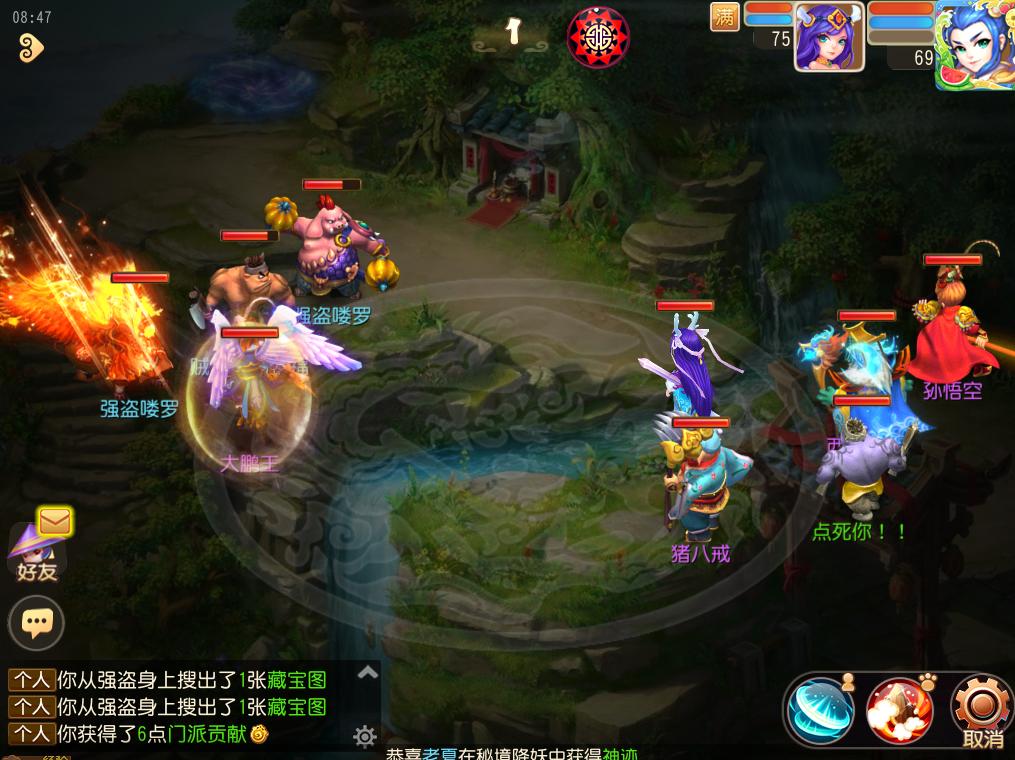 08:47
满
75
69
强盗喽罗
贼
强盗喽罗
大鹏王
孙悟空
点死你！！
猪八戒
好友
个人 你从强盗身上搜出了1张藏宝图
个人 你从强盗身上搜出了1张藏宝图
个人 你获得了6点门派贡献
取消
恭喜老夏在秘境降妖中获得神迹